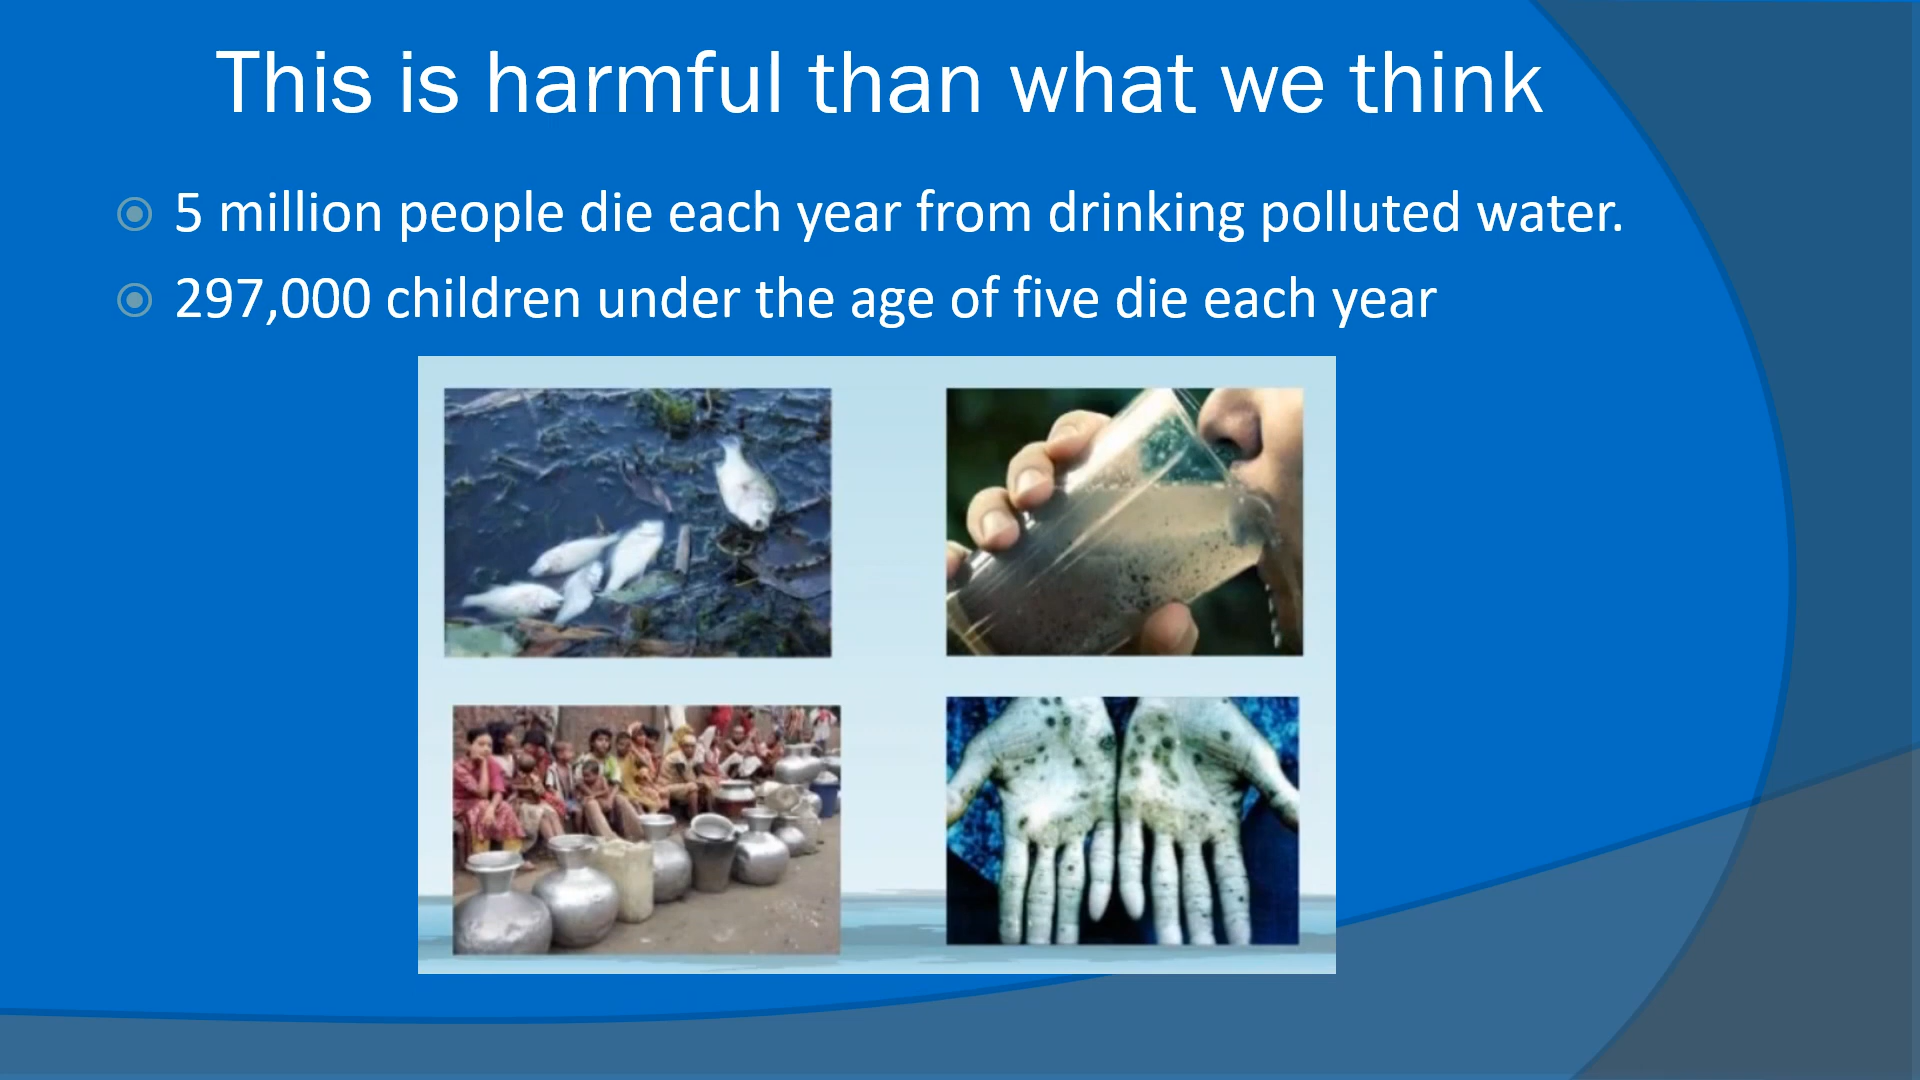 This is harmful than what we think
5 million people die each year from drinking polluted water.
297,000 children under the age of five die each year